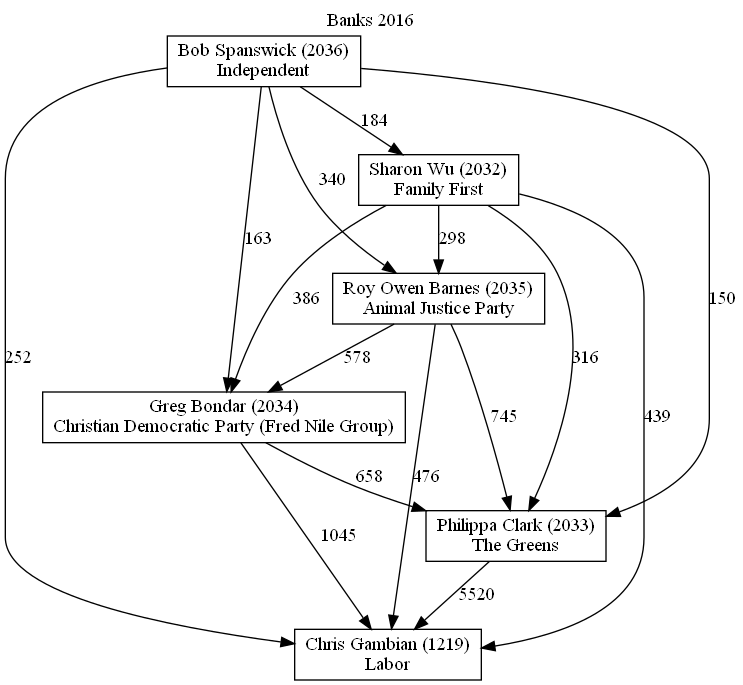 Banks 2016
Bob Spanswick (2036)
Independent
184
Sharon Wu (2032)
Family First
340
163
298
Roy Owen Barnes (2035)
Animal Justice Party
386
150
252
578
316
Greg Bondar (2034)
Christian Democratic Party (Fred Nile Group)
745
439
658
476
Philippa Clark (2033)
The Greens
1045
5520
Chris Gambian (1219)
Labor